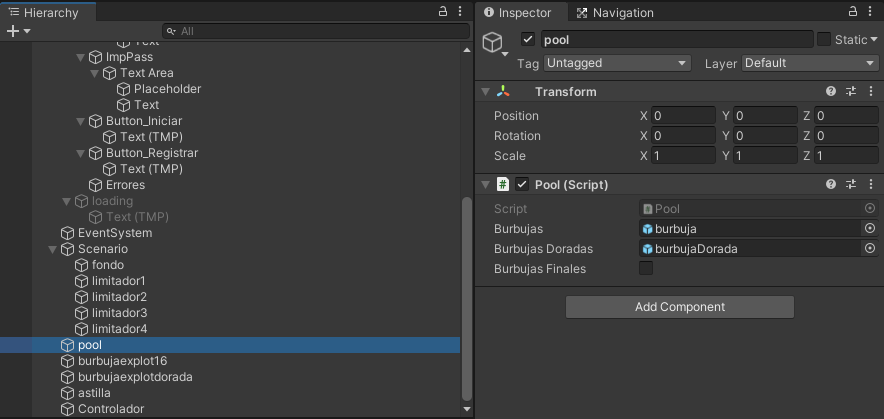 Hierarchy
All
Text
ImpPass
Text Area
Placeholder
Text
Button_Iniciar
Text (TMP)
Button_Registrar
Text (TMP)
Errores
loading
Text (TMP)
EventSystem
Scenario
fondo
limitador1
limitador2
limitador3
limitador4
pool
burbujaexplot16
burbujaexplotdorada
astilla
Controlador
Inspector Navigation
pool Static
Tag Untagged Layer Default
Transform
Position X 0 Y 0 Z 0
Rotation X 0 Y 0 Z 0
Scale X 1 Y 1 Z 1
# Pool (Script)
Script Pool
Burbujas burbuja
Burbujas Doradas burbujaDorada
Burbujas Finales
Add Component